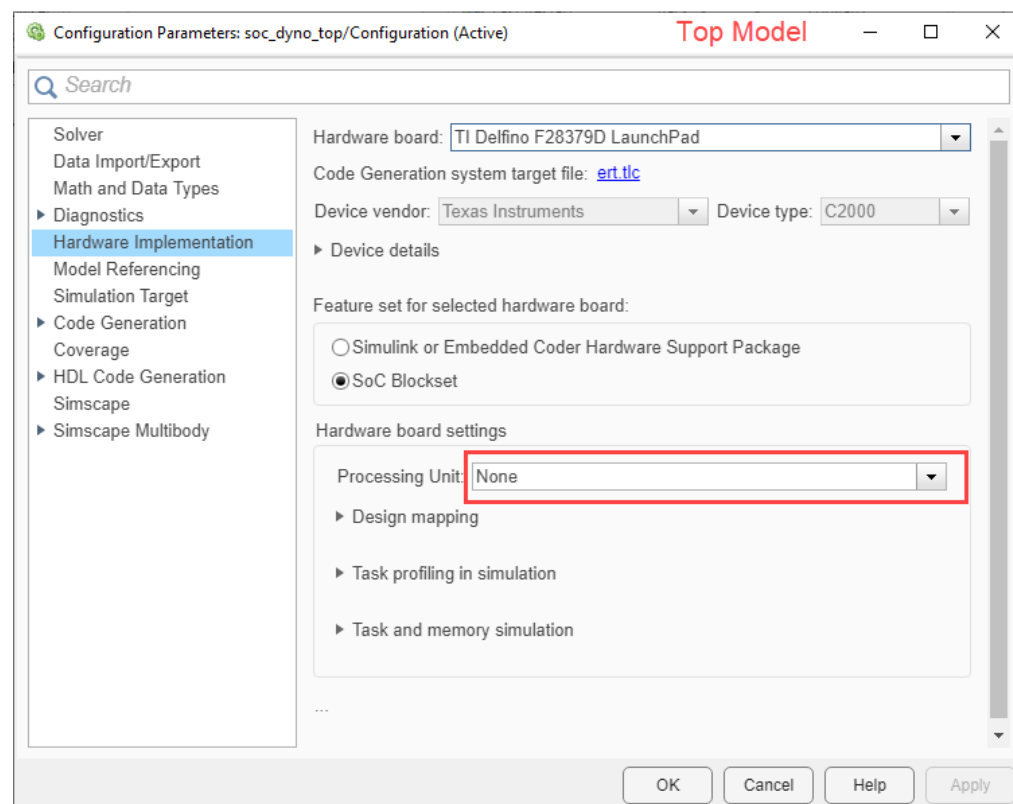 Configuration Parameters: soc_dyno_top/Configuration (Active)
Top Model
Search
Solver
Data Import/Export
Math and Data Types
Diagnostics
Hardware Implementation
Model Referencing
Simulation Target
Code Generation
Coverage
HDL Code Generation
Simscape
Simscape Multibody
Hardware board: TI Delfino F28379D LaunchPad
Code Generation system target file: ert.tlc
Device vendor: Texas Instruments Device type: C2000
Device details
Feature set for selected hardware board:
Simulink or Embedded Coder Hardware Support Package
SoC Blockset
Hardware board settings
Processing Unit: None
Design mapping
Task profiling in simulation
Task and memory simulation
...
OK Cancel Help Apply